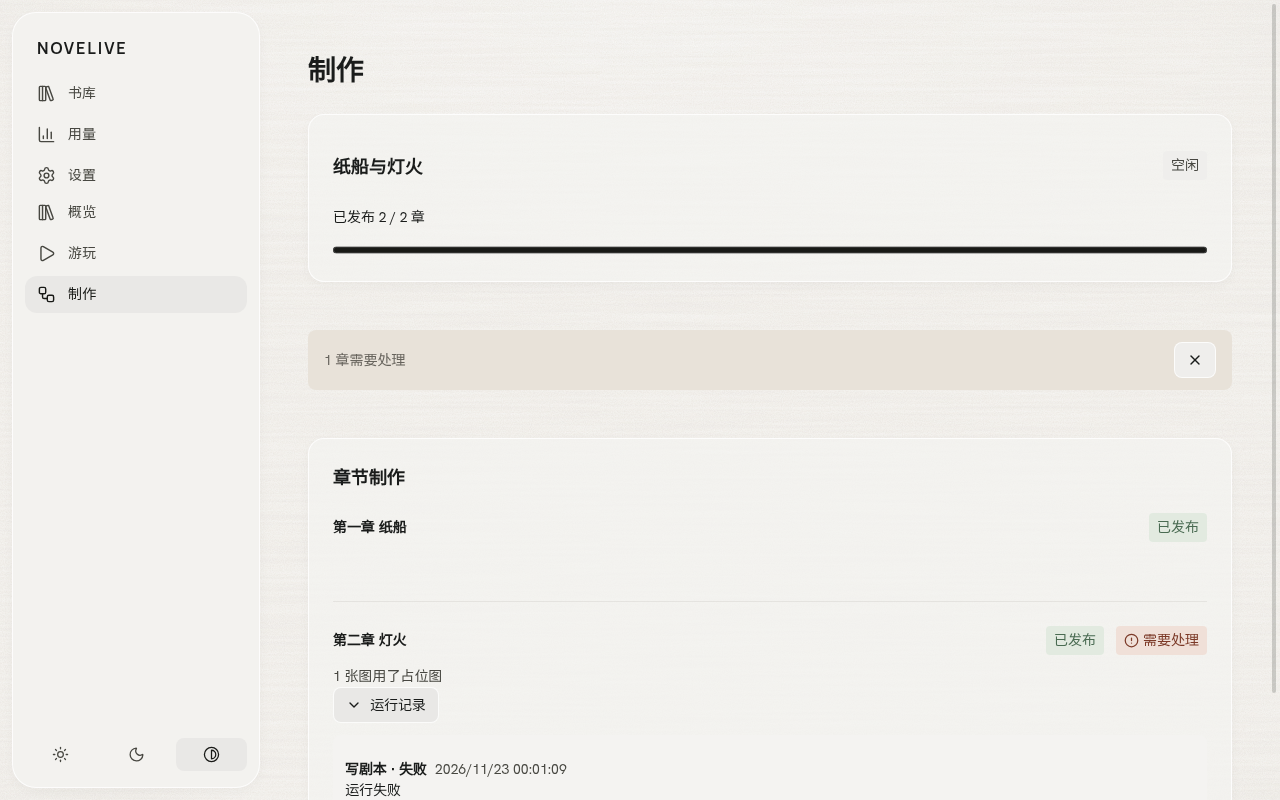 NOVELIVE
书库
用量
设置
概览
游玩
制作
制作
纸船与灯火
空闲
已发布 2 / 2 章
1 章需要处理
章节制作
第一章 纸船
已发布
第二章 灯火
已发布
需要处理
1 张图用了占位图
运行记录
写剧本 · 失败 2026/11/23 00:01:09
运行失败